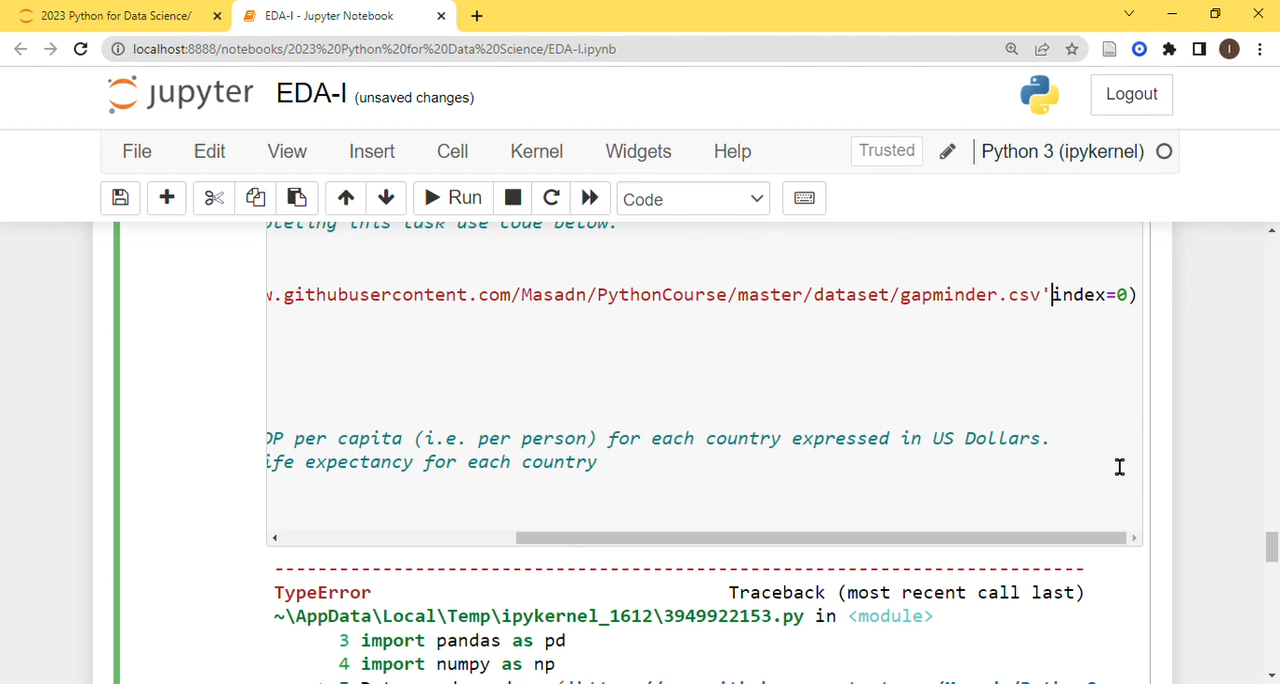 2023 Python for Data Science/
EDA-I - Jupyter Notebook
localhost:8888/notebooks/2023%20Python%20for%20Data%20Science/EDA-I.ipynb
I
jupyter EDA-I (unsaved changes)
Logout
File Edit View Insert Cell Kernel Widgets Help
Trusted Python 3 (ipykernel)
Run Code
leting this task use code below.
.githubusercontent.com/Masadn/PythonCourse/master/dataset/gapminder.csv'index=0)
DP per capita (i.e. per person) for each country expressed in US Dollars.
ife expectancy for each country
TypeError Traceback (most recent call last)
~\AppData\Local\Temp\ipykernel_1612\3949922153.py in <module>
3 import pandas as pd
4 import numpy as np